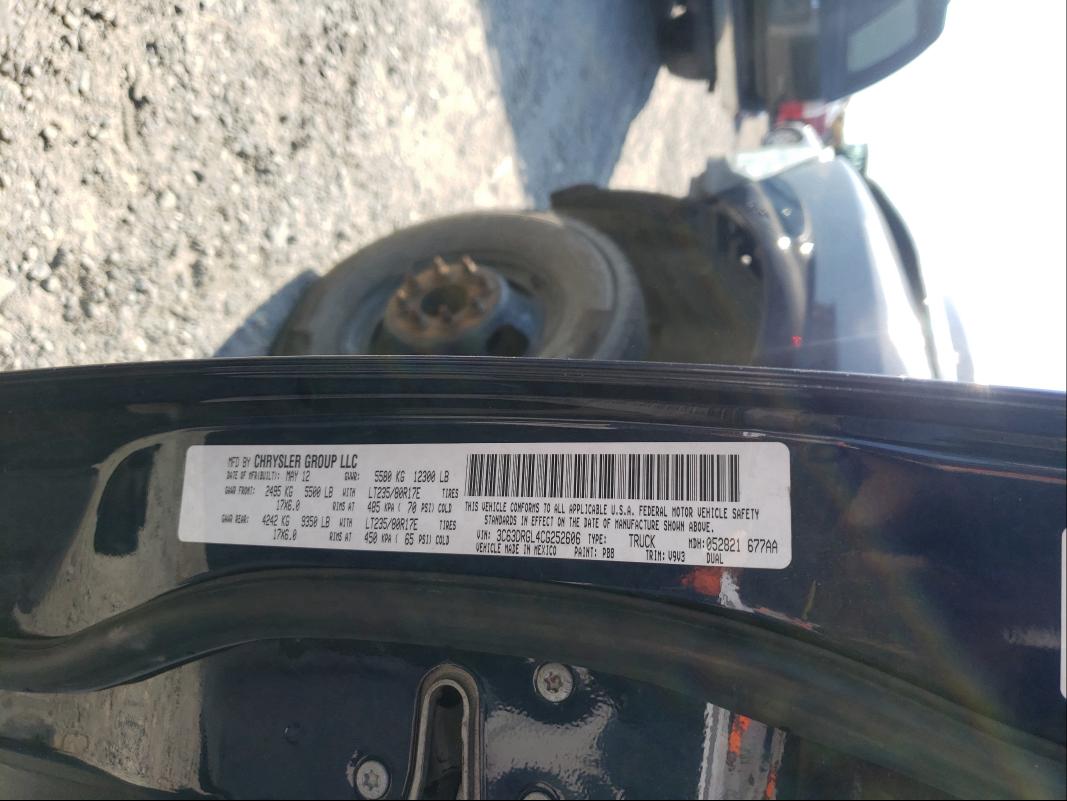 MFD BY CHRYSLER GROUP LLC
DATE OF MFR(BUILT): MAY 12 GVWR: 5580 KG 12300 LB
GAWR FRONT: 2495 KG 5500 LB WITH LT235/80R17E TIRES
17X6.0 RIMS AT 485 KPA ( 70 PSI) COLD
GAWR REAR: 4242 KG 9350 LB WITH LT235/80R17E TIRES
17X6.0 RIMS AT 450 KPA ( 65 PSI) COLD
THIS VEHICLE CONFORMS TO ALL APPLICABLE U.S.A. FEDERAL MOTOR VEHICLE SAFETY
STANDARDS IN EFFECT ON THE DATE OF MANUFACTURE SHOWN ABOVE.
VIN: 3C63DRGL4CG252606 TYPE: TRUCK MDH:052821 677AA
VEHICLE MADE IN MEXICO PAINT: PBB TRIM: V9V3 DUAL